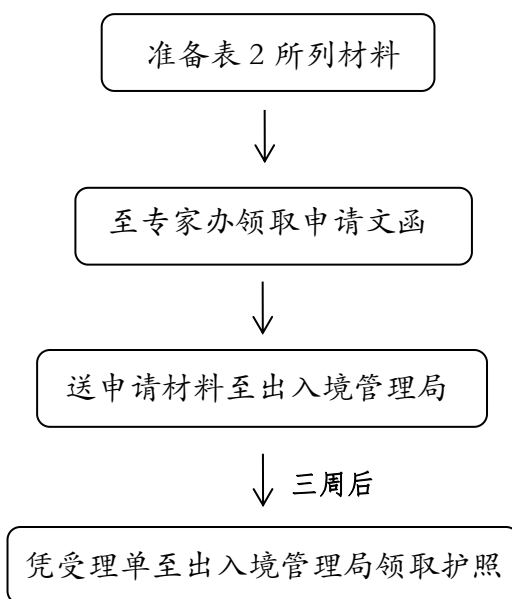 准备表 2 所列材料
至专家办领取申请文函
送申请材料至出入境管理局
三周后
凭受理单至出入境管理局领取护照